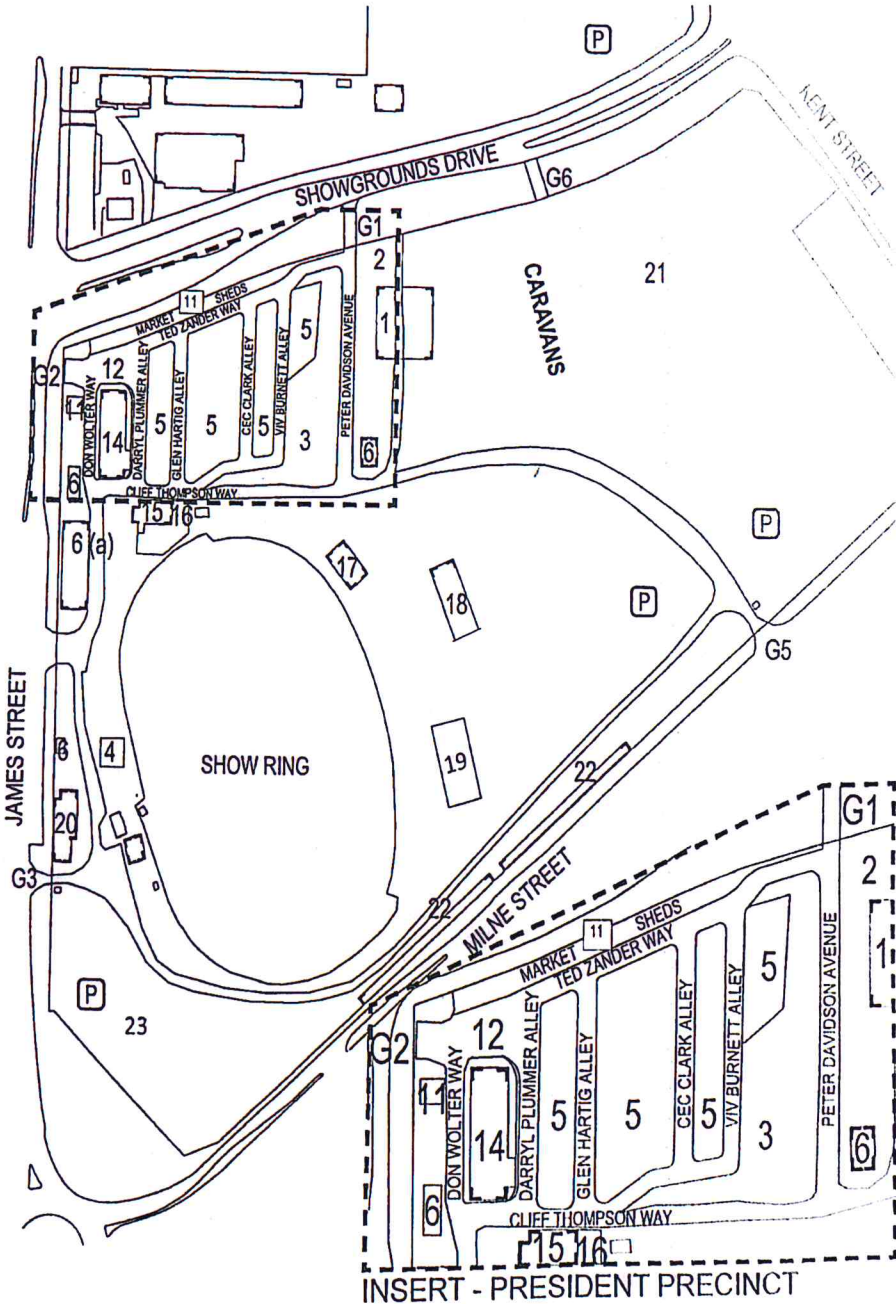 P
KENT STREET
SHOWGROUNDS DRIVE
G6
G1
2
CARAVANS
21
11
MARKET SHEDS
TED ZANDER WAY
1
5
G2
12
DON WOLTER WAY
DARRYL PLUMMER ALLEY
GLEN HARTIG ALLEY
CEC CLARK ALLEY
VIV BURNETT ALLEY
PETER DAVIDSON AVENUE
11
14
5
5
5
3
6
6
CLIFF THOMPSON WAY
15
16
6 (a)
17
18
P
P
G5
JAMES STREET
6
4
SHOW RING
19
22
20
G3
22
MILNE STREET
P
23
G1
2
11
MARKET SHEDS
TED ZANDER WAY
1
5
G2
12
DON WOLTER WAY
DARRYL PLUMMER ALLEY
GLEN HARTIG ALLEY
CEC CLARK ALLEY
VIV BURNETT ALLEY
PETER DAVIDSON AVENUE
11
14
5
5
5
3
6
6
CLIFF THOMPSON WAY
15
16
INSERT - PRESIDENT PRECINCT